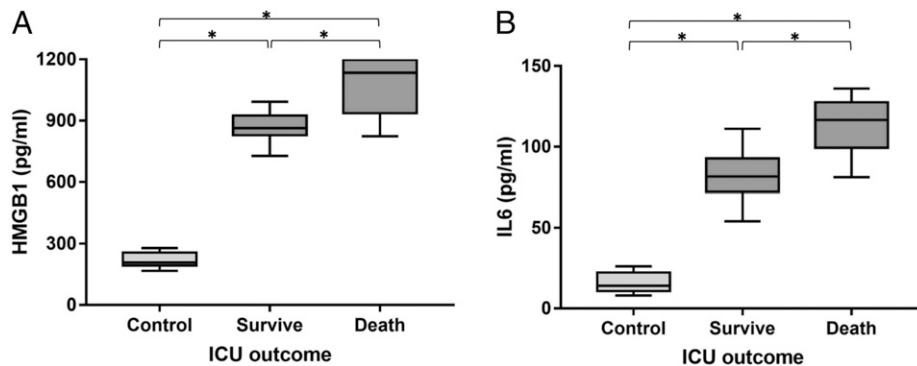 A
*
* *
HMGB1 (pg/ml)
1200
900
600
300
0
Control Survive Death
ICU outcome
B
*
* *
IL6 (pg/ml)
150
100
50
0
Control Survive Death
ICU outcome